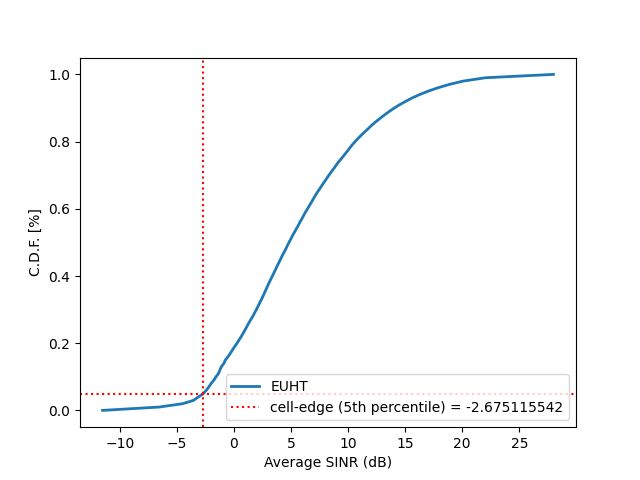 1.0
0.8
0.6
0.4
0.2
0.0
C.D.F. [%]
EUHT
cell-edge (5th percentile) = -2.675115542
−10 −5 0 5 10 15 20 25
Average SINR (dB)